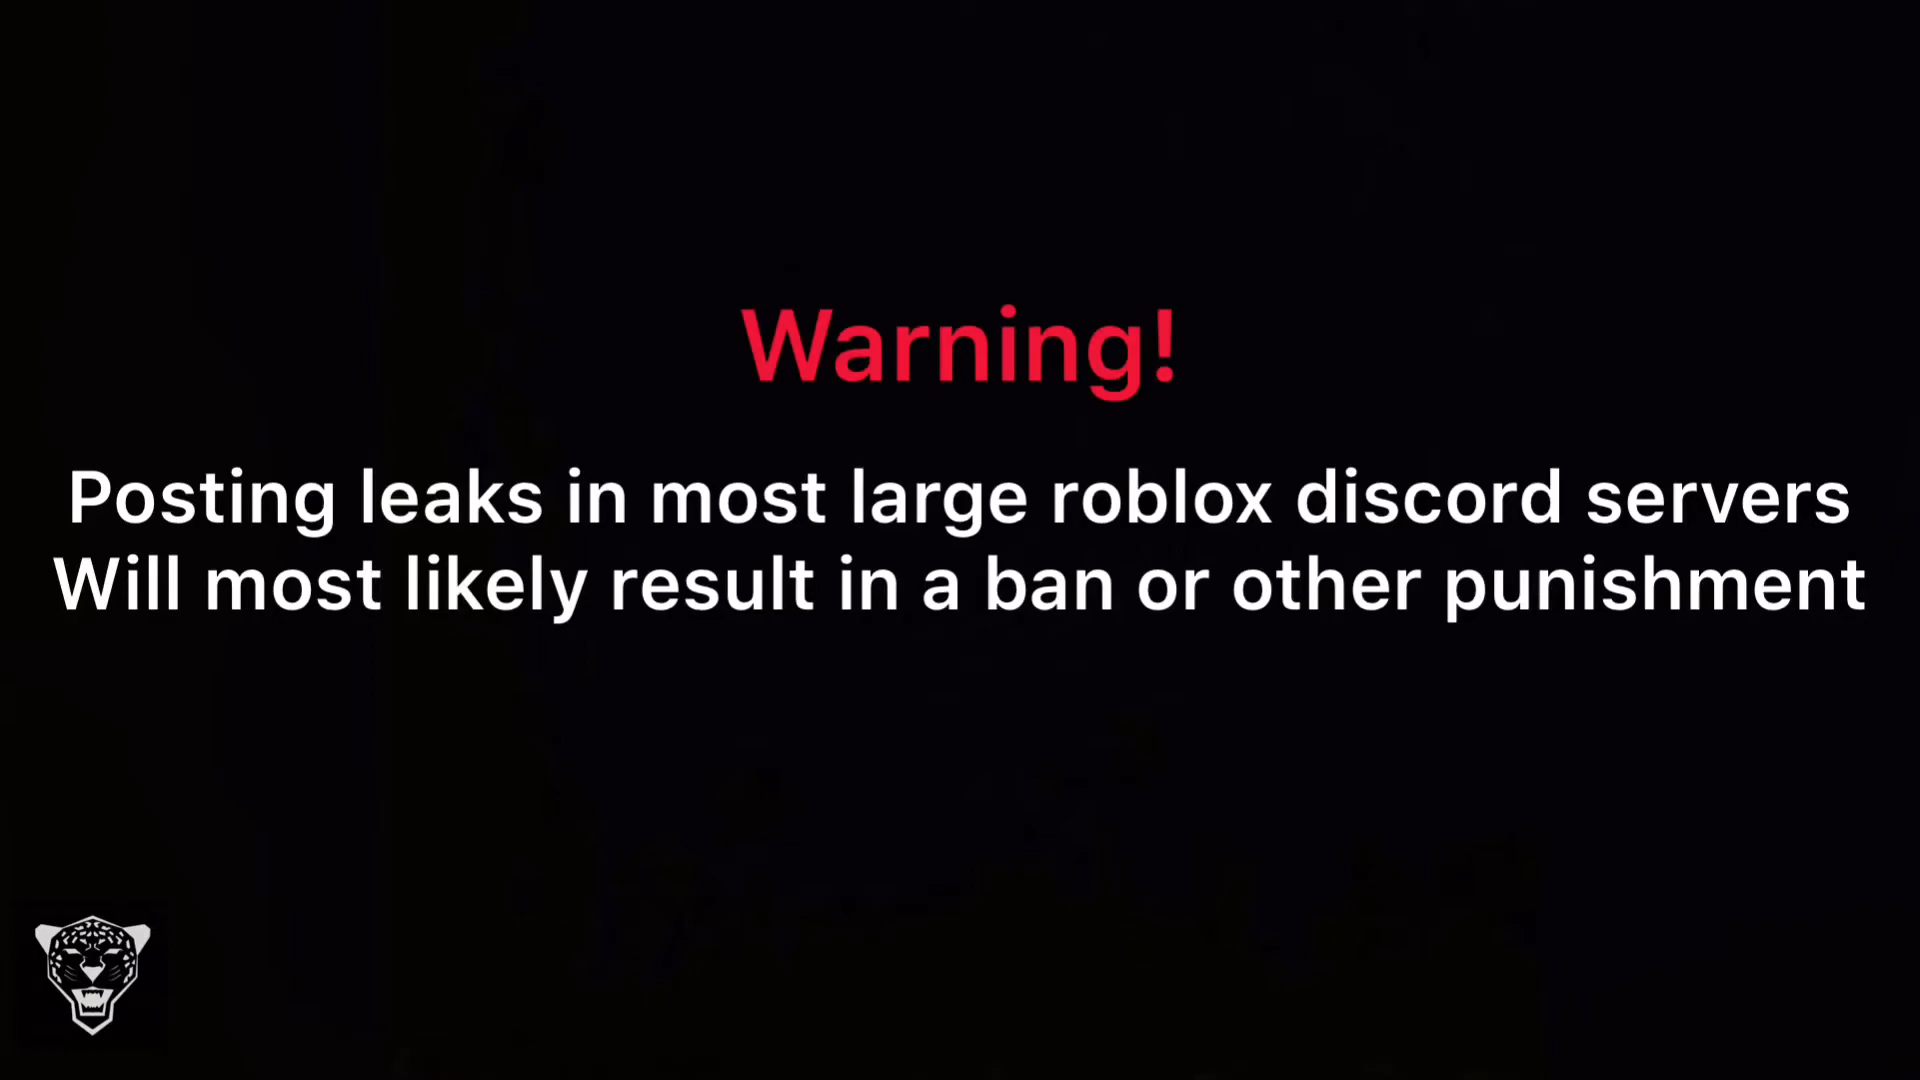 Warning!
Posting leaks in most large roblox discord servers
Will most likely result in a ban or other punishment